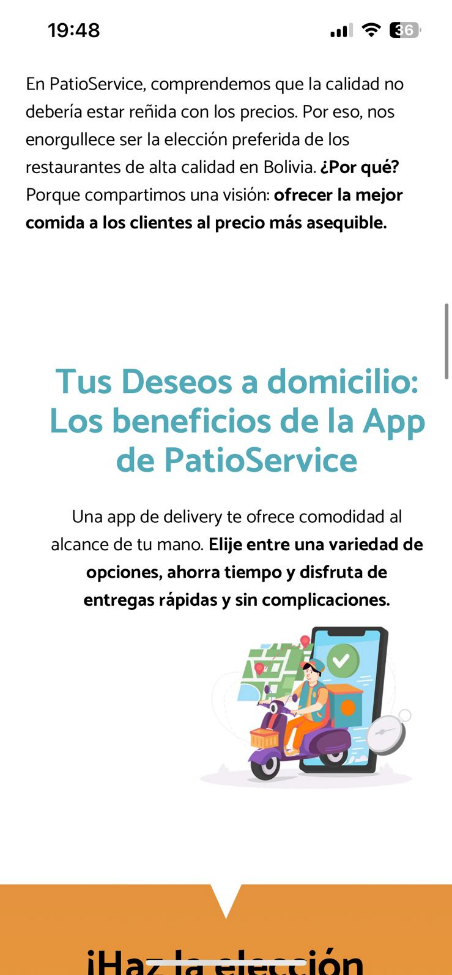 19:48
36
En PatioService, comprendemos que la calidad no
debería estar reñida con los precios. Por eso, nos
enorgullece ser la elección preferida de los
restaurantes de alta calidad en Bolivia. ¿Por qué?
Porque compartimos una visión: ofrecer la mejor
comida a los clientes al precio más asequible.
Tus Deseos a domicilio:
Los beneficios de la App
de PatioService
Una app de delivery te ofrece comodidad al
alcance de tu mano. Elije entre una variedad de
opciones, ahorra tiempo y disfruta de
entregas rápidas y sin complicaciones.
¡Haz la elección